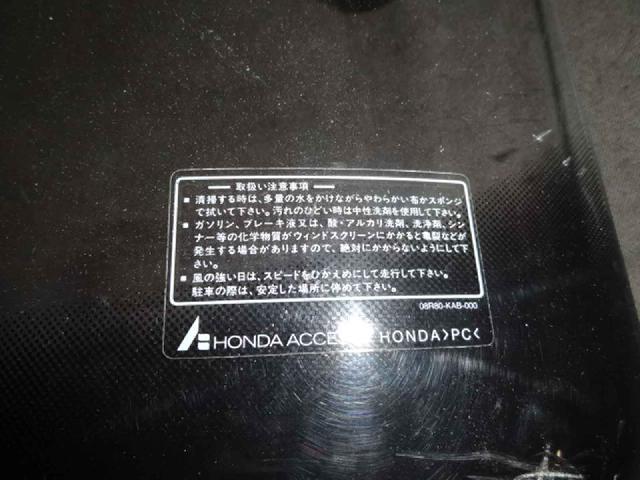 取扱い注意事項
■ 清掃する時は、多量の水をかけながらやわらかい布かスポンジ
で拭いて下さい。汚れのひどい時は中性洗剤を使用して下さい。
■ ガソリン、ブレーキ液又は、酸・アルカリ洗剤、洗浄剤、シン
ナー等の化学物質がウィンドスクリーンにかかると亀裂などが
発生する場合がありますので、絶対にかからないようにして下
さい。
■ 風の強い日は、スピードをひかえめにして走行して下さい。
駐車の際は、安定した場所に停めて下さい。
08R80-KAB-000
HONDA HONDA>PC<